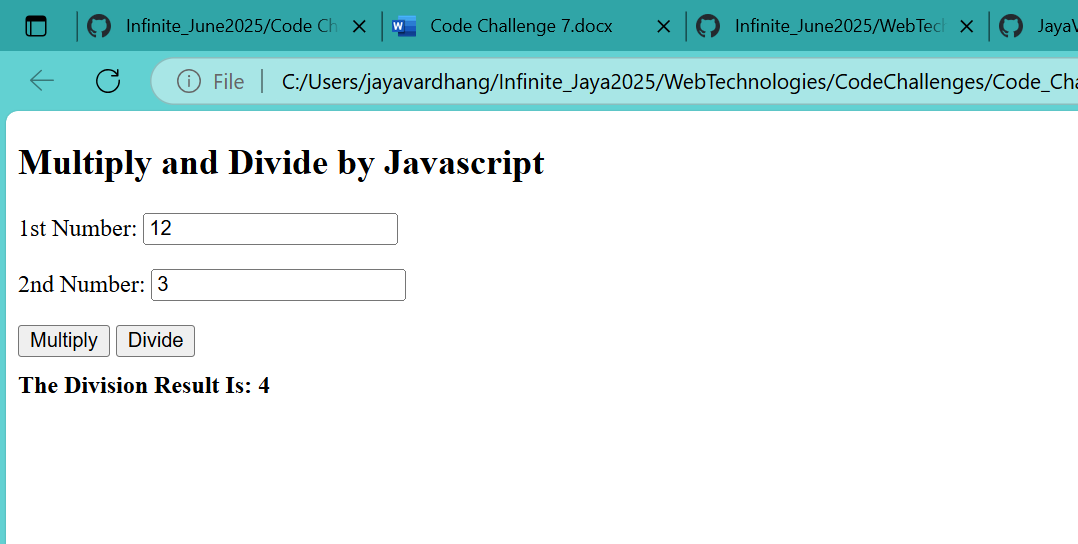 Infinite_June2025/Code Ch
Code Challenge 7.docx
Infinite_June2025/WebTech
JayaV
File
C:/Users/jayavardhang/Infinite_Jaya2025/WebTechnologies/CodeChallenges/Code_Cha
Multiply and Divide by Javascript
1st Number: 12
2nd Number: 3
Multiply Divide
The Division Result Is: 4